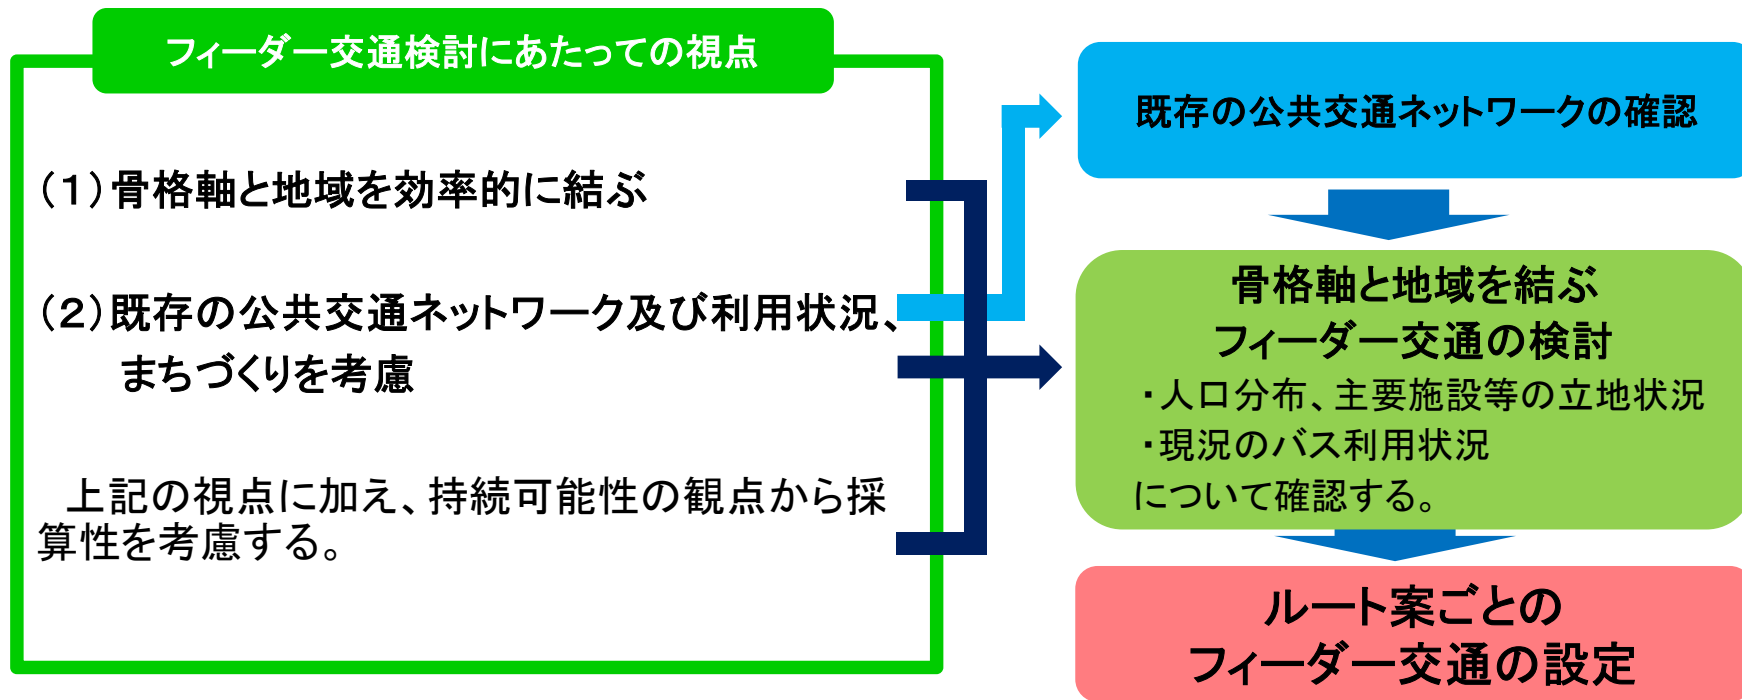 フィーダー交通検討にあたっての視点
(1)骨格軸と地域を効率的に結ぶ
(2)既存の公共交通ネットワーク及び利用状況、
まちづくりを考慮
上記の視点に加え、持続可能性の観点から採
算性を考慮する。
既存の公共交通ネットワークの確認
骨格軸と地域を結ぶ
フィーダー交通の検討
・人口分布、主要施設等の立地状況
・現況のバス利用状況
について確認する。
ルート案ごとの
フィーダー交通の設定